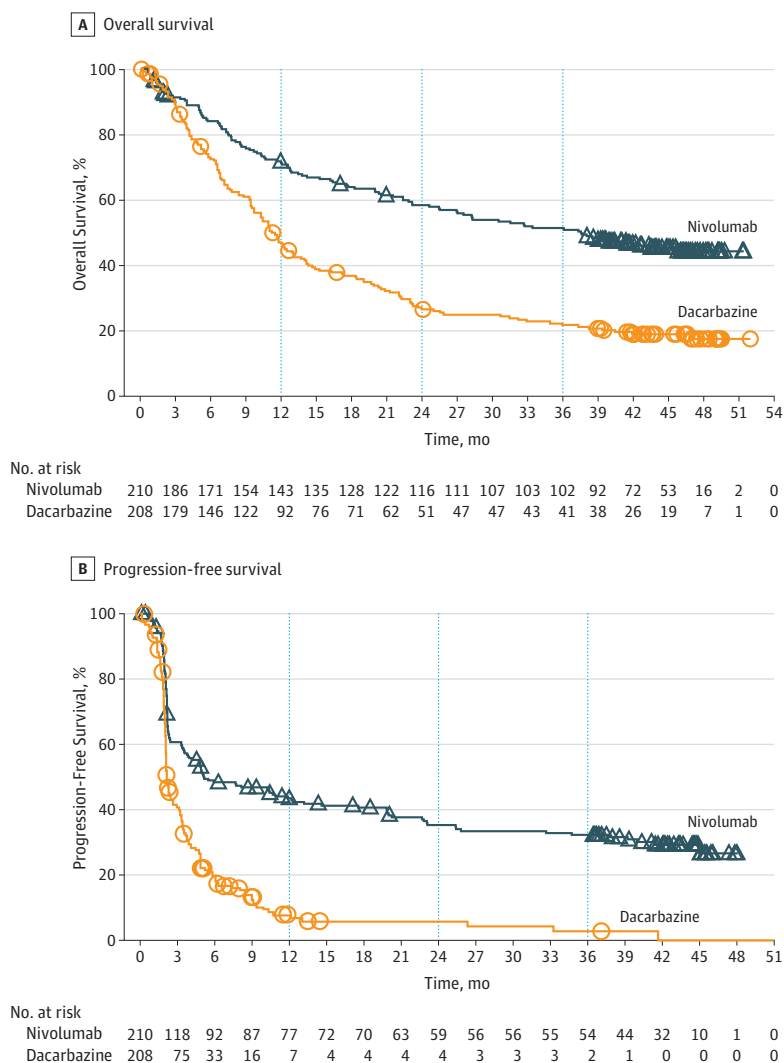 A Overall survival
100
80
60
40
20
0
Overall Survival, %
Nivolumab
Dacarbazine
0 3 6 9 12 15 18 21 24 27 30 33 36 39 42 45 48 51 54
Time, mo
No. at risk
Nivolumab 210 186 171 154 143 135 128 122 116 111 107 103 102 92 72 53 16 2 0
Dacarbazine 208 179 146 122 92 76 71 62 51 47 47 43 41 38 26 19 7 1 0
B Progression-free survival
100
80
60
40
20
0
Progression-Free Survival, %
Nivolumab
Dacarbazine
0 3 6 9 12 15 18 21 24 27 30 33 36 39 42 45 48 51
Time, mo
No. at risk
Nivolumab 210 118 92 87 77 72 70 63 59 56 56 55 54 44 32 10 1 0
Dacarbazine 208 75 33 16 7 4 4 4 4 3 3 3 2 1 0 0 0 0